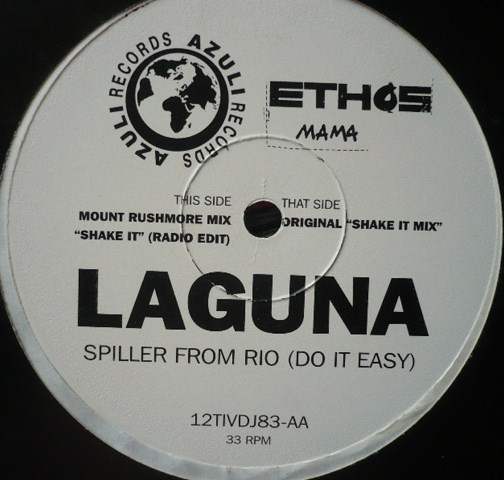 AZULI RECORDS AZULI RECORDS
ETHOS
MAMA
THIS SIDE
MOUNT RUSHMORE MIX
"SHAKE IT" (RADIO EDIT)
THAT SIDE
ORIGINAL "SHAKE IT MIX"
LAGUNA
SPILLER FROM RIO (DO IT EASY)
12TIVDJ83-AA
33 RPM